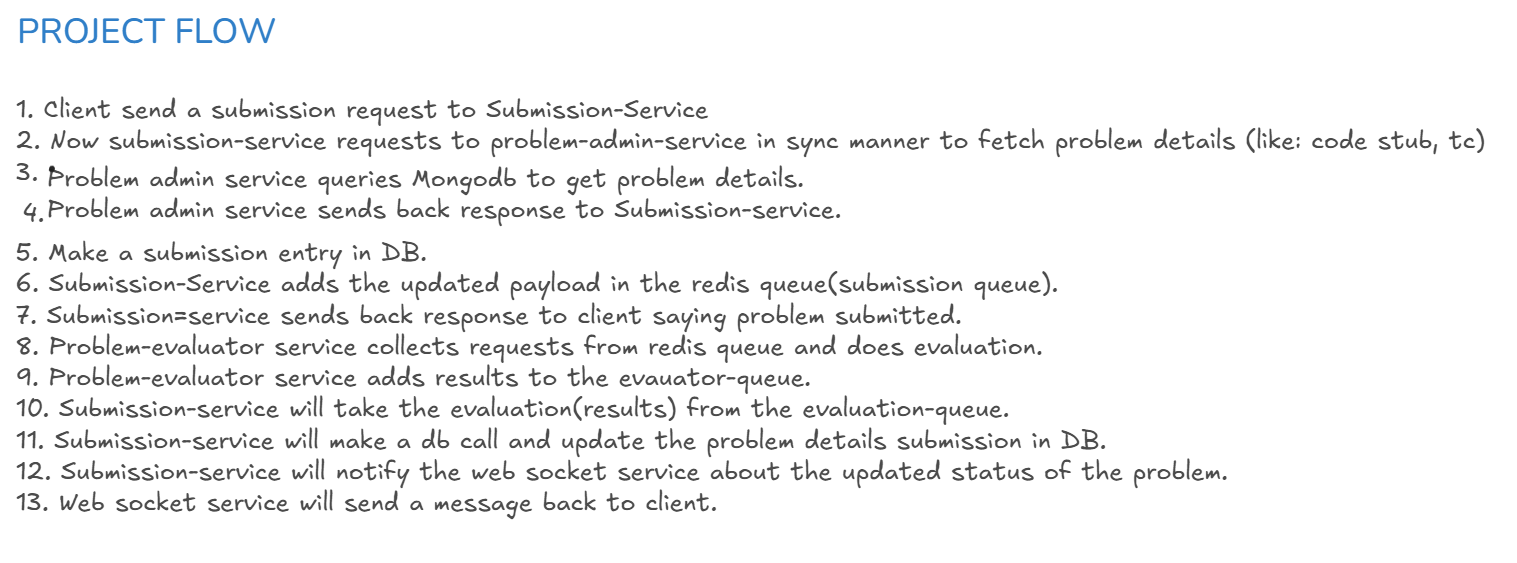 PROJECT FLOW
1. Client send a submission request to Submission-Service
2. Now submission-service requests to problem-admin-service in sync manner to fetch problem details (like: code stub, tc)
3. Problem admin service queries Mongodb to get problem details.
4. Problem admin service sends back response to Submission-service.
5. Make a submission entry in DB.
6. Submission-Service adds the updated payload in the redis queue(submission queue).
7. Submission=service sends back response to client saying problem submitted.
8. Problem-evaluator service collects requests from redis queue and does evaluation.
9. Problem-evaluator service adds results to the evauator-queue.
10. Submission-service will take the evaluation(results) from the evaluation-queue.
11. Submission-service will make a db call and update the problem details submission in DB.
12. Submission-service will notify the web socket service about the updated status of the problem.
13. Web socket service will send a message back to client.